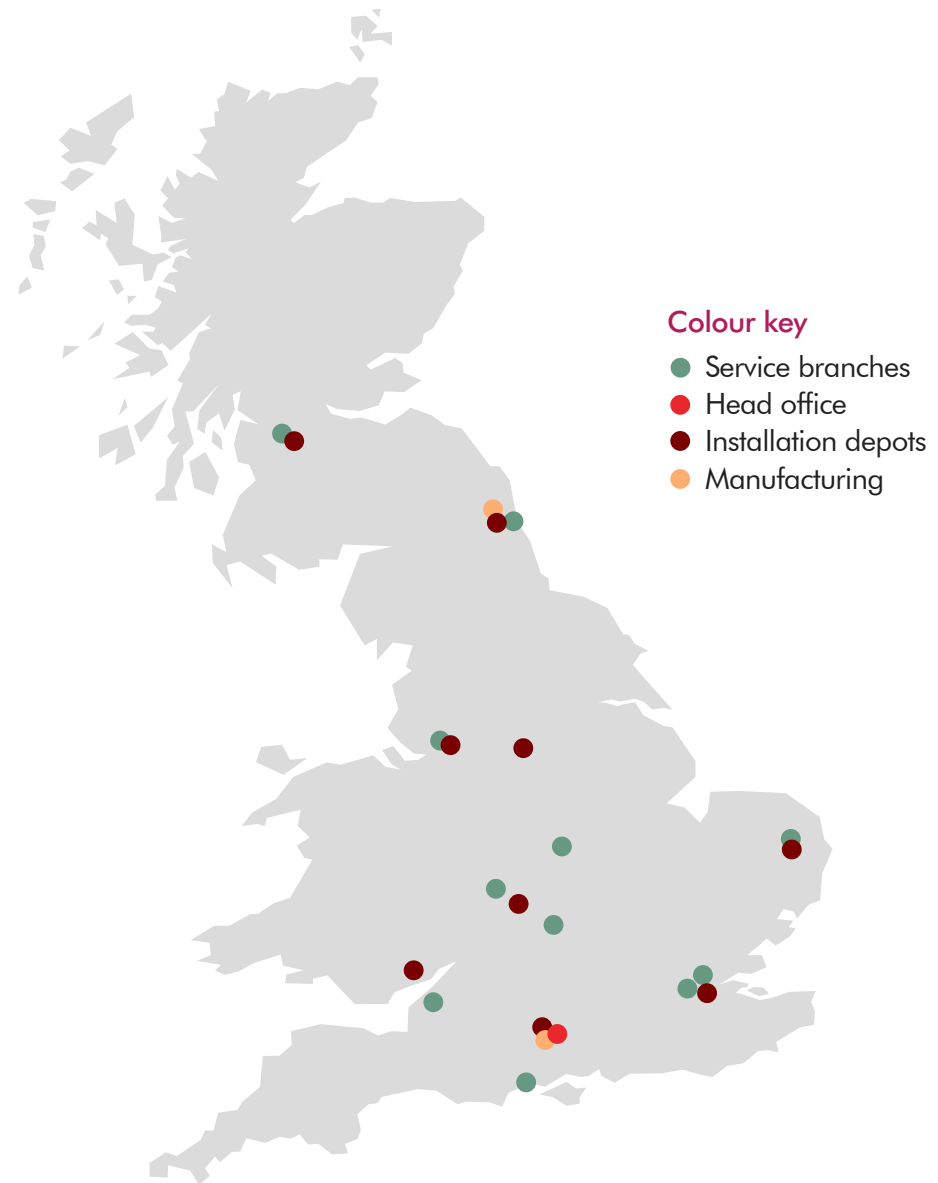 Colour key
Service branches
Head office
Installation depots
Manufacturing